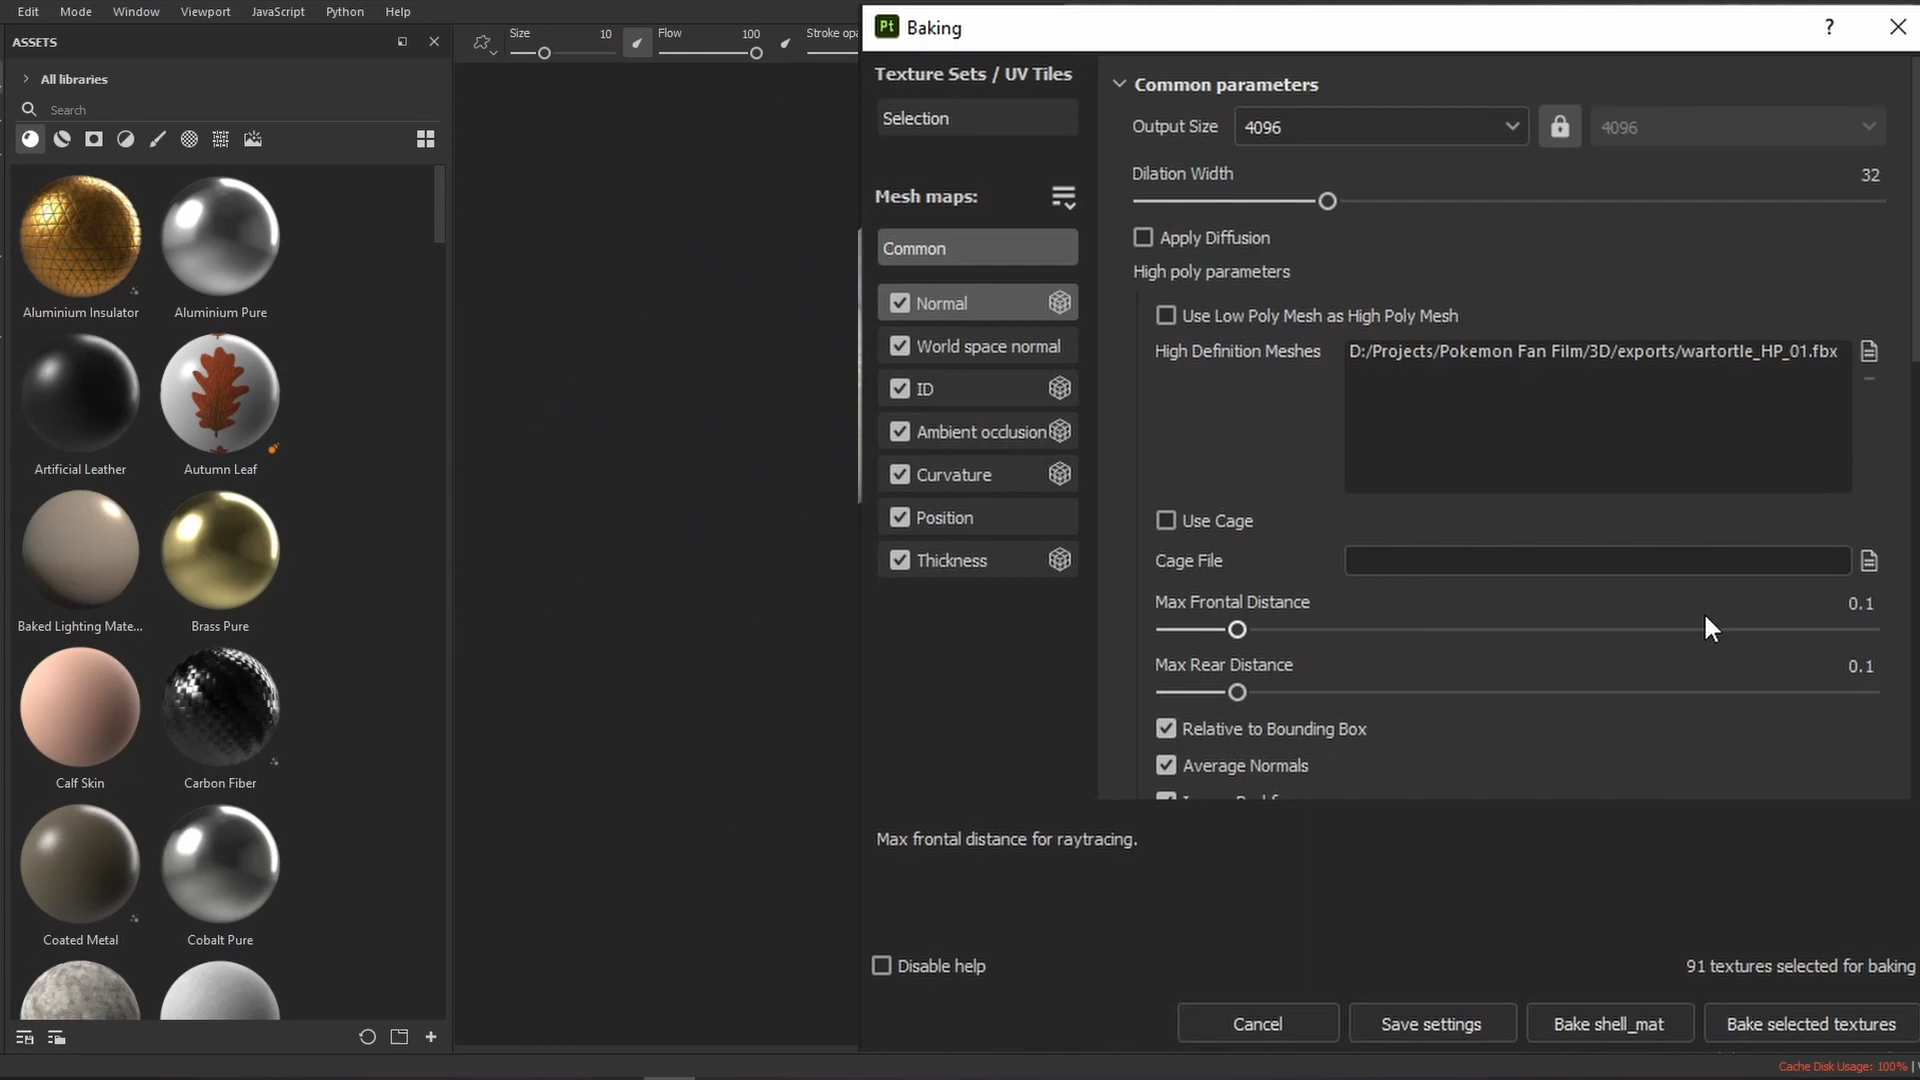 Edit Mode Window Viewport JavaScript Python Help
ASSETS
All libraries
Search
Aluminium Insulator
Aluminium Pure
Artificial Leather
Autumn Leaf
Baked Lighting Mate...
Brass Pure
Calf Skin
Carbon Fiber
Coated Metal
Cobalt Pure
Size 10 Flow 100 Stroke opa
Pt Baking ?
Texture Sets / UV Tiles
Selection
Mesh maps:
Common
Normal
World space normal
ID
Ambient occlusion
Curvature
Position
Thickness
Common parameters
Output Size 4096 4096
Dilation Width 32
Apply Diffusion
High poly parameters
Use Low Poly Mesh as High Poly Mesh
High Definition Meshes D:/Projects/Pokemon Fan Film/3D/exports/wartortle_HP_01.fbx
Use Cage
Cage File
Max Frontal Distance 0.1
Max Rear Distance 0.1
Relative to Bounding Box
Average Normals
Max frontal distance for raytracing.
Disable help
91 textures selected for baking
Cancel Save settings Bake shell_mat Bake selected textures
Cache Disk Usage: 100% |